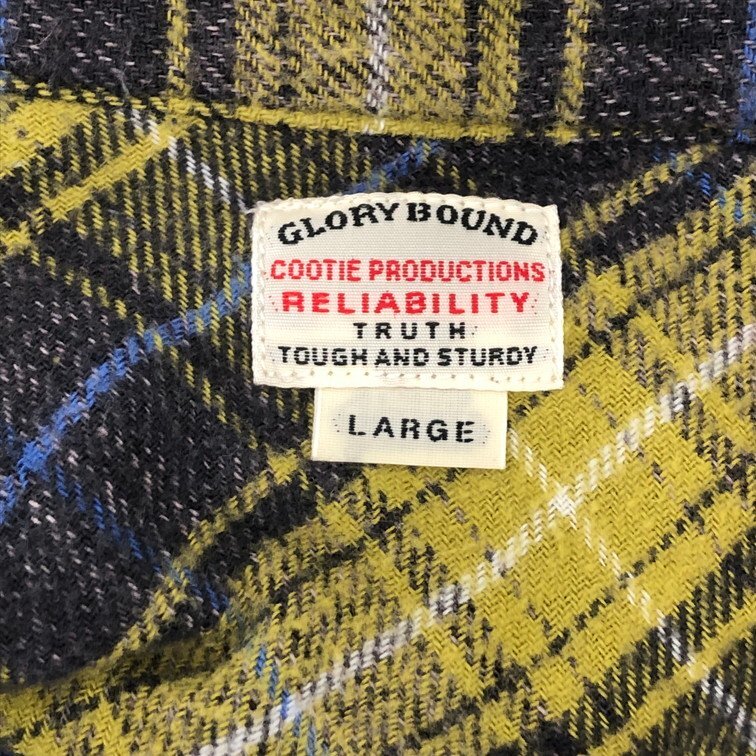 GLORY BOUND
COOTIE PRODUCTIONS
RELIABILITY
TRUTH
TOUGH AND STURDY
LARGE